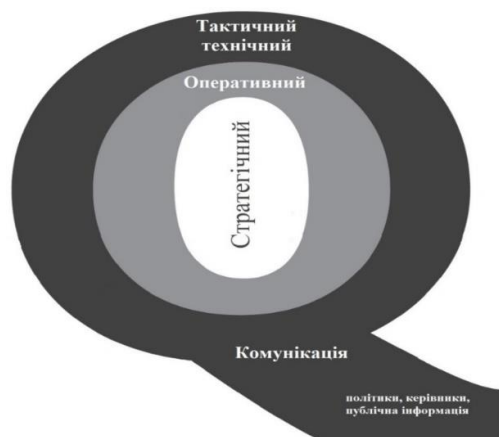 Тактичний
технічний
Оперативний
Стратегічний
Комунікація
політики, керівники,
публічна інформація